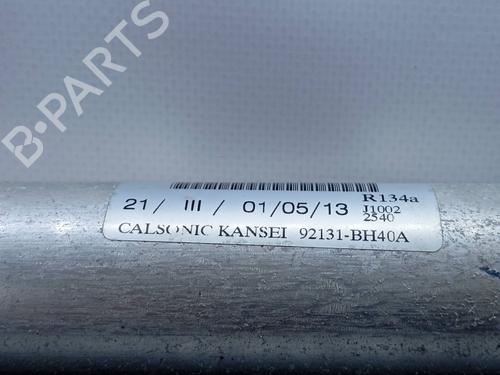 B-PARTS
R134a
21/ III / 01/05/13
I1002
2540
CALSONIC KANSEI 92131-BH40A